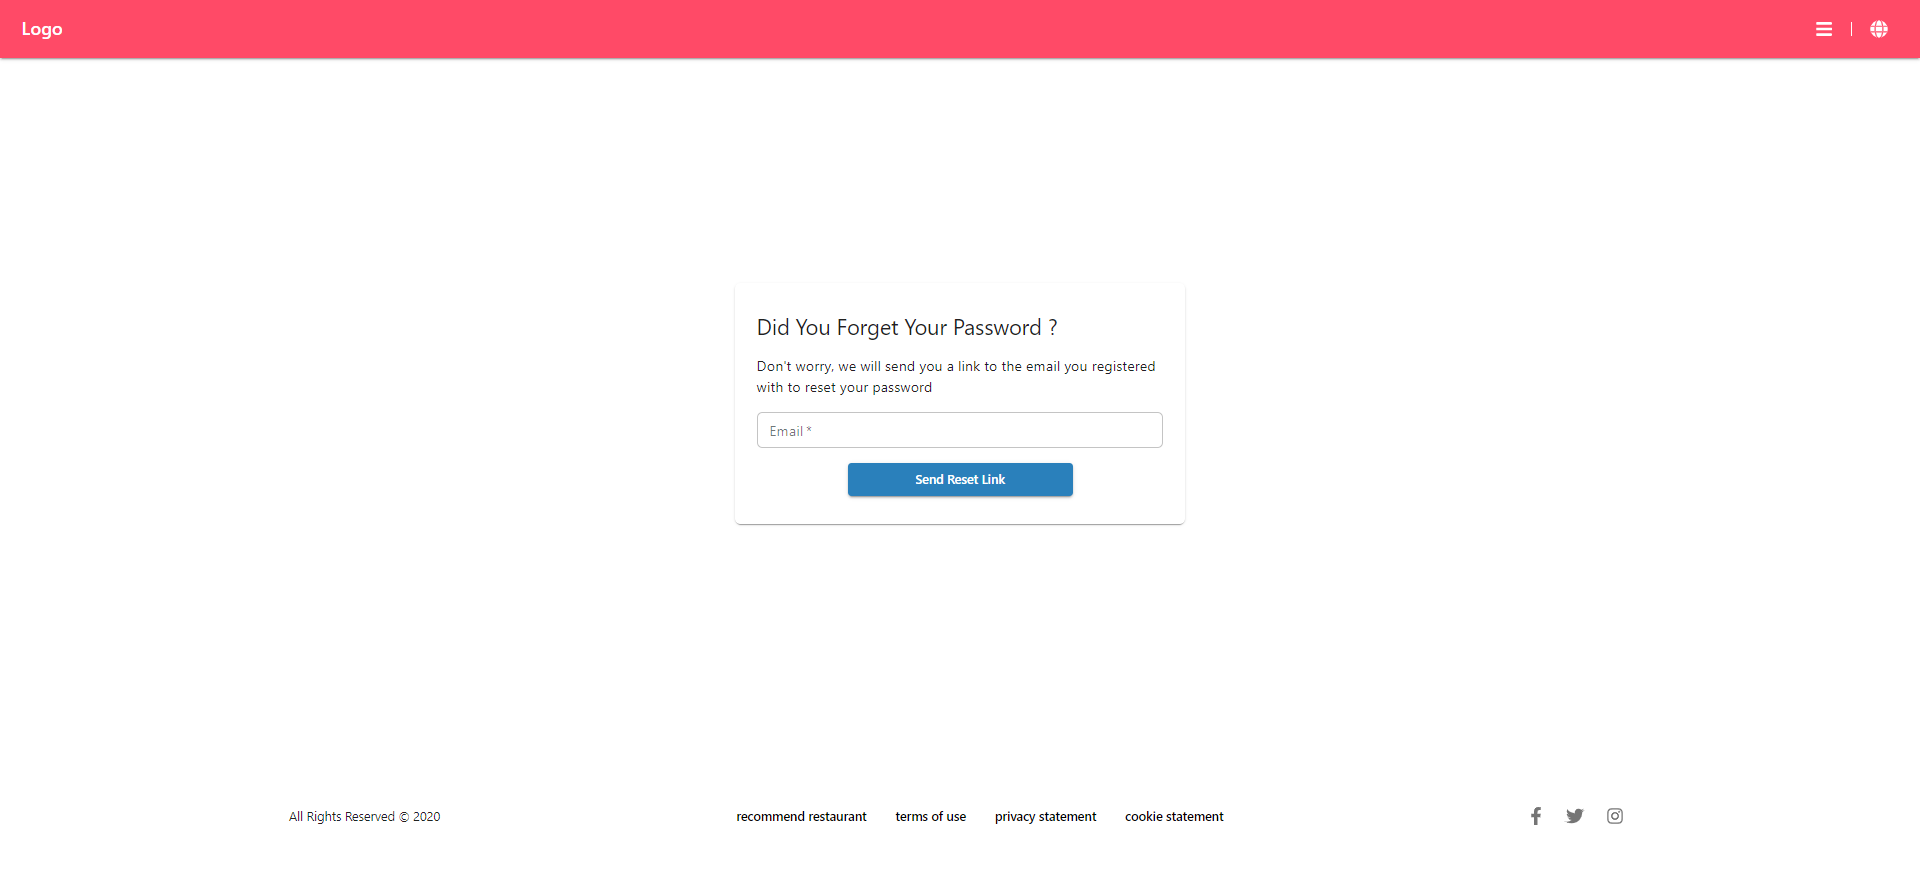 Logo
Did You Forget Your Password ?
Don't worry, we will send you a link to the email you registered
with to reset your password
Email *
Send Reset Link
All Rights Reserved © 2020
recommend restaurant
terms of use
privacy statement
cookie statement